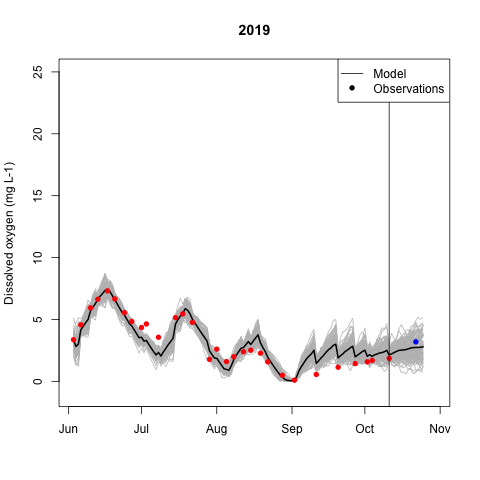 2019
Model
Observations
Dissolved oxygen (mg L-1)
25
20
15
10
5
0
Jun Jul Aug Sep Oct Nov